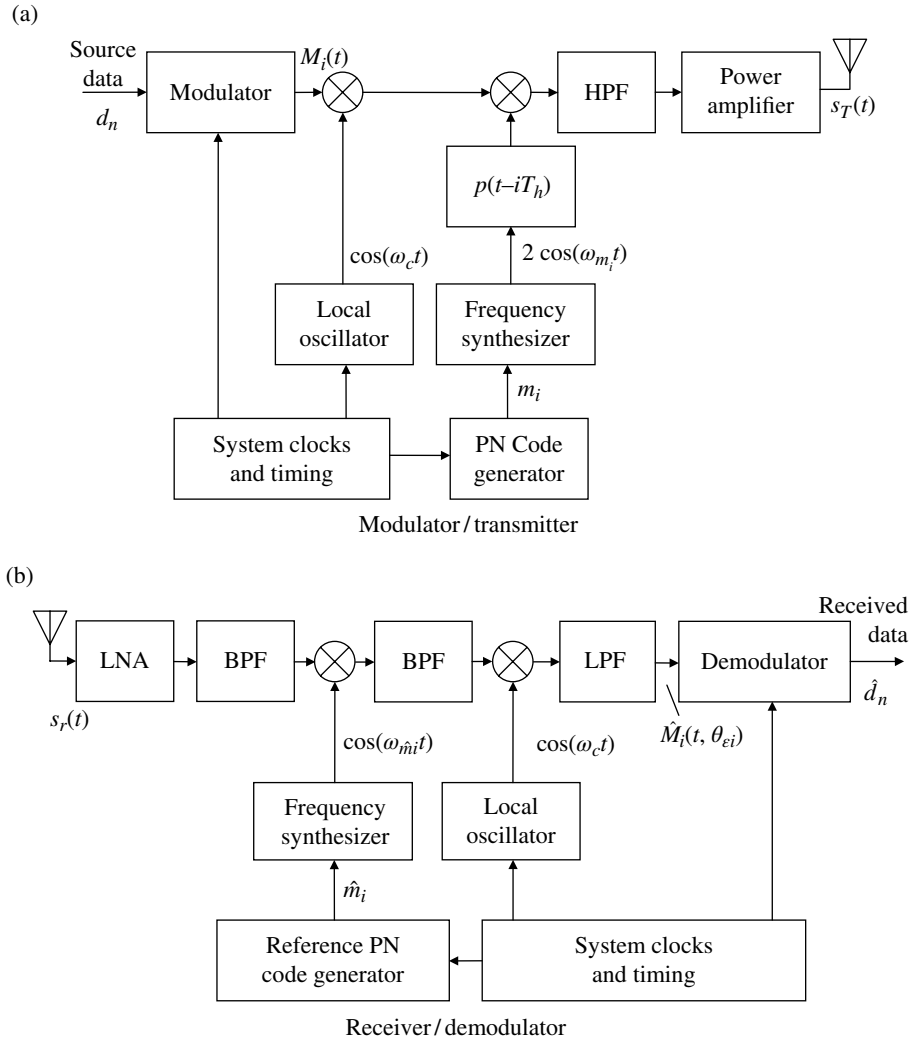 (a)
Source
data
d_n
Modulator
M_i(t)
HPF
Power
amplifier
s_T(t)
p(t–iT_h)
cos(ω_c t)
2 cos(ω_{m_i} t)
Local
oscillator
Frequency
synthesizer
m_i
System clocks
and timing
PN Code
generator
Modulator / transmitter
(b)
Received
data
LNA
BPF
BPF
LPF
Demodulator
s_r(t)
d̂_n
M̂_i(t, θ_{εi})
cos(ω_{m̂i} t)
cos(ω_c t)
Frequency
synthesizer
Local
oscillator
m̂_i
Reference PN
code generator
System clocks
and timing
Receiver / demodulator